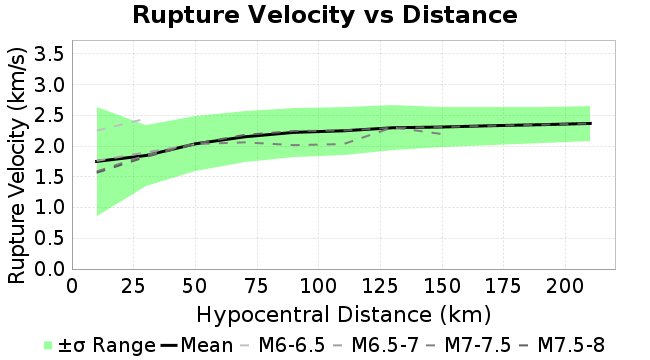 Rupture Velocity vs Distance
Rupture Velocity (km/s)
3.5
3.0
2.5
2.0
1.5
1.0
0.5
0.0
0 25 50 75 100 125 150 175 200
Hypocentral Distance (km)
±σ Range Mean M6-6.5 M6.5-7 M7-7.5 M7.5-8